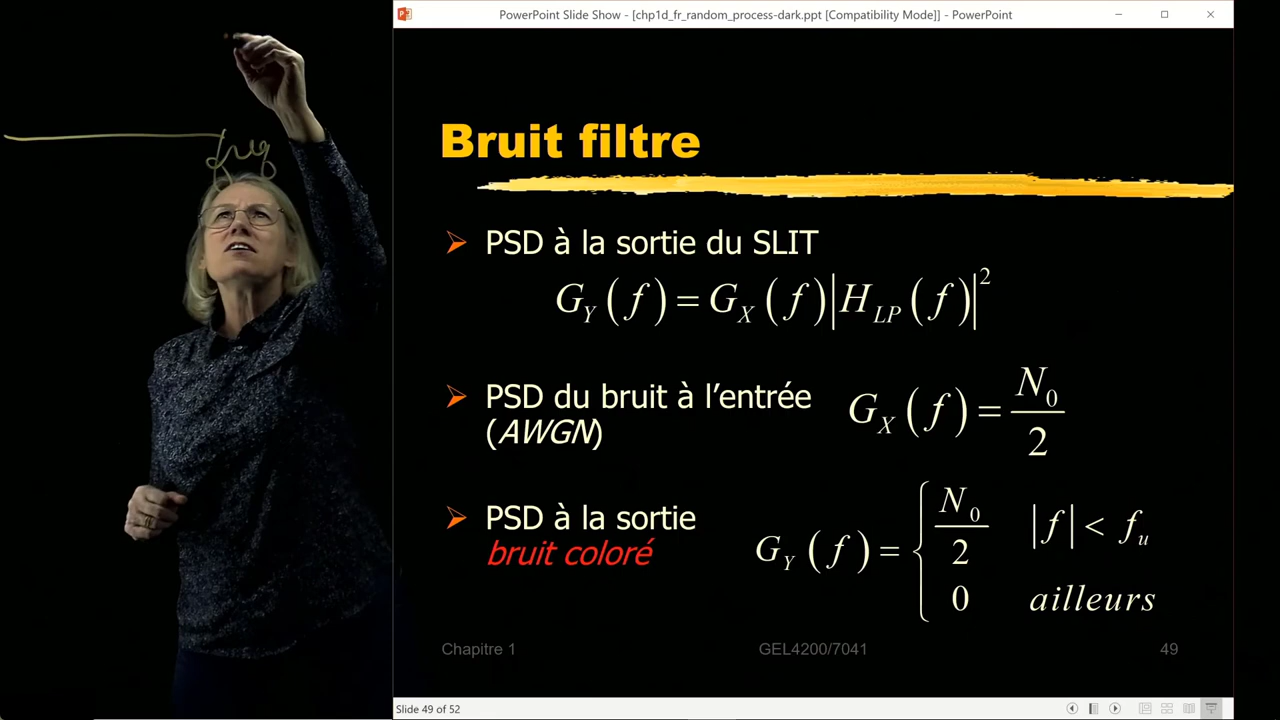 PowerPoint Slide Show - [chp1d_fr_random_process-dark.ppt [Compatibility Mode]] - PowerPoint
freq
Bruit filtre
PSD à la sortie du SLIT
G_Y(f) = G_X(f)|H_LP(f)|^2
PSD du bruit à l'entrée
(AWGN)
G_X(f) = N_0/2
PSD à la sortie
bruit coloré
G_Y(f) = { N_0/2 |f| < f_u
0 ailleurs
Chapitre 1 GEL4200/7041 49
Slide 49 of 52